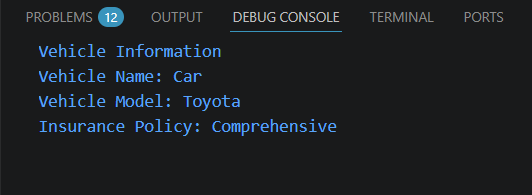 PROBLEMS 12 OUTPUT DEBUG CONSOLE TERMINAL PORTS
Vehicle Information
Vehicle Name: Car
Vehicle Model: Toyota
Insurance Policy: Comprehensive